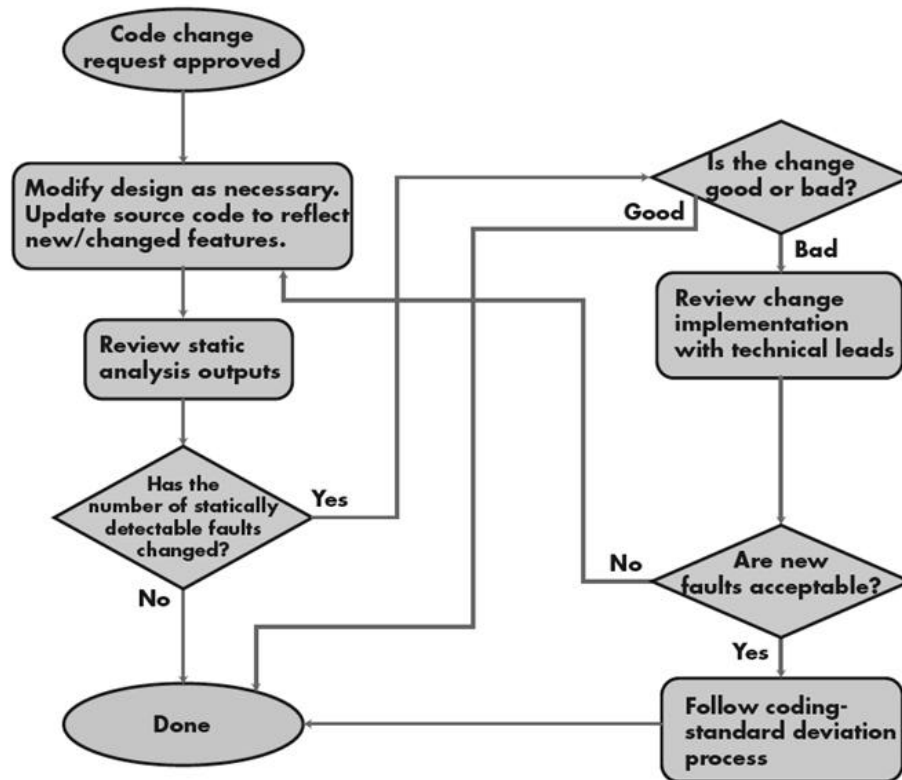 Code change
request approved
Modify design as necessary.
Update source code to reflect
new/changed features.
Review static
analysis outputs
Has the
number of statically
detectable faults
changed?
Yes
No
Done
Is the change
good or bad?
Good
Bad
Review change
implementation
with technical leads
Are new
faults acceptable?
No
Yes
Follow coding-
standard deviation
process